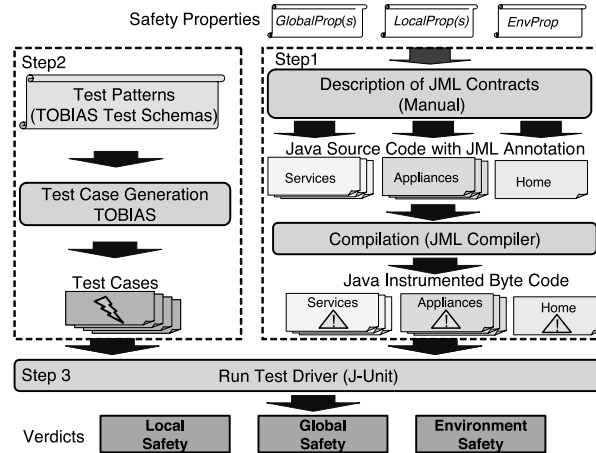 Safety Properties
GlobalProp(s)
LocalProp(s)
EnvProp
Step2
Test Patterns
(TOBIAS Test Schemas)
Test Case Generation
TOBIAS
Test Cases
Step1
Description of JML Contracts
(Manual)
Java Source Code with JML Annotation
Services
Appliances
Home
Compilation (JML Compiler)
Java Instrumented Byte Code
Services
Appliances
Home
Step 3
Run Test Driver (J-Unit)
Verdicts
Local
Safety
Global
Safety
Environment
Safety